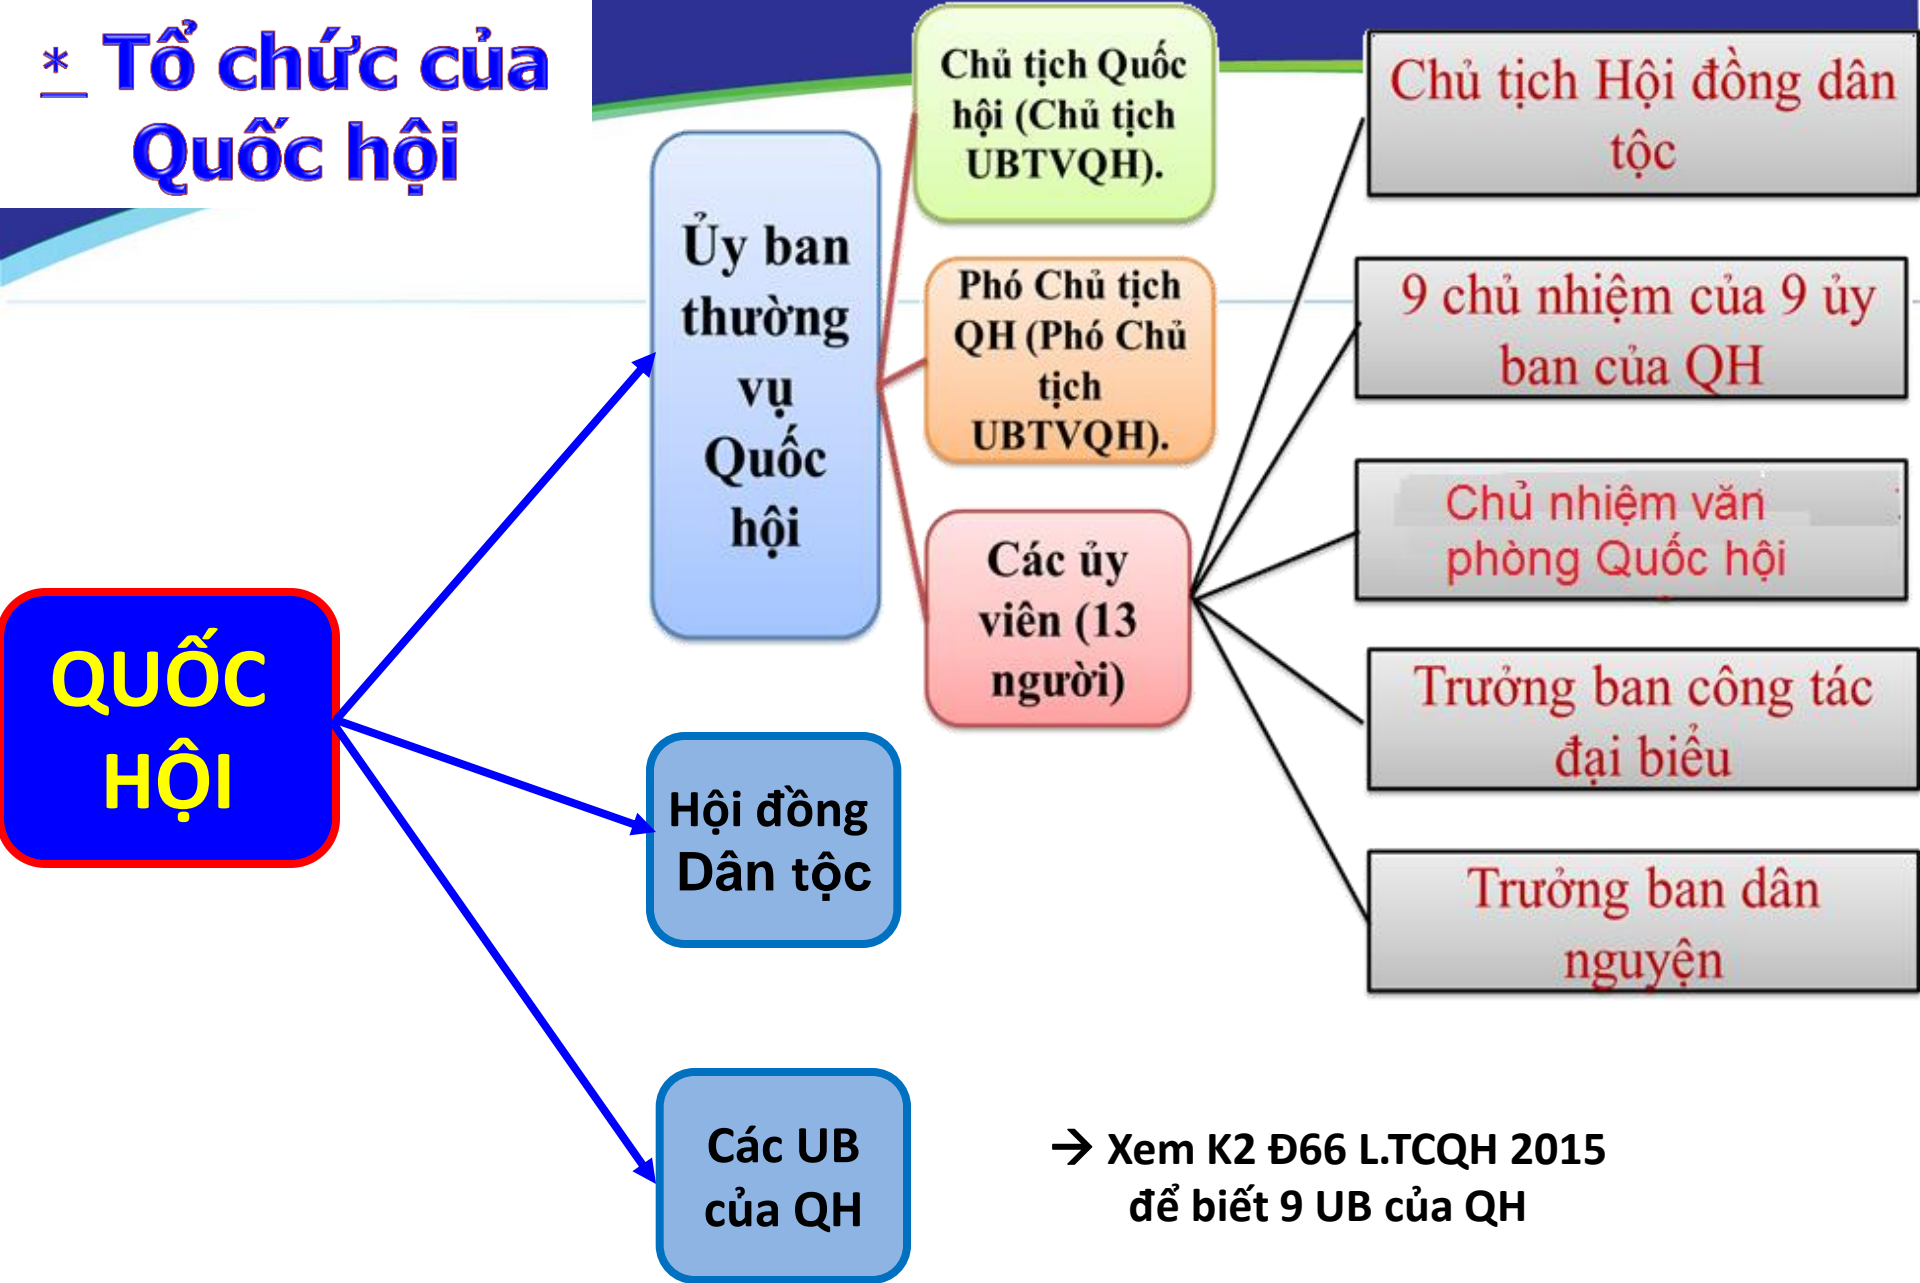 * Tổ chức của
Quốc hội
QUỐC
HỘI
Ủy ban
thường
vụ
Quốc
hội
Hội đồng
Dân tộc
Các UB
của QH
Chủ tịch Quốc
hội (Chủ tịch
UBTVQH).
Phó Chủ tịch
QH (Phó Chủ
tịch
UBTVQH).
Các ủy
viên (13
người)
Chủ tịch Hội đồng dân
tộc
9 chủ nhiệm của 9 ủy
ban của QH
Chủ nhiệm văn
phòng Quốc hội
Trưởng ban công tác
đại biểu
Trưởng ban dân
nguyện
→ Xem K2 Đ66 L.TCQH 2015
để biết 9 UB của QH